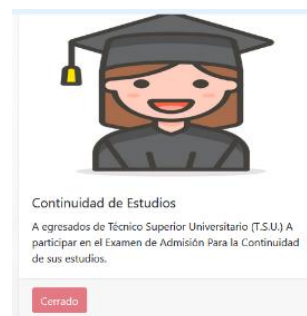 Continuidad de Estudios
A egresados de Técnico Superior Universitario (T.S.U.) A
participar en el Examen de Admisión Para la Continuidad
de sus estudios.
Cerrado